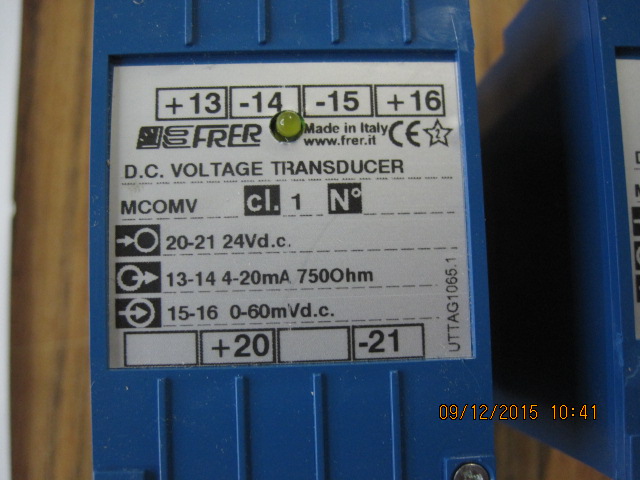 +13 -14 -15 +16
FRER Made in Italy CE 2
www.frer.it
D.C. VOLTAGE TRANSDUCER
MCOMV cl. 1 N°
20-21 24Vd.c.
13-14 4-20mA 750Ohm
15-16 0-60mVd.c.
+20 -21
UTTAG1065.1
09/12/2015 10:41